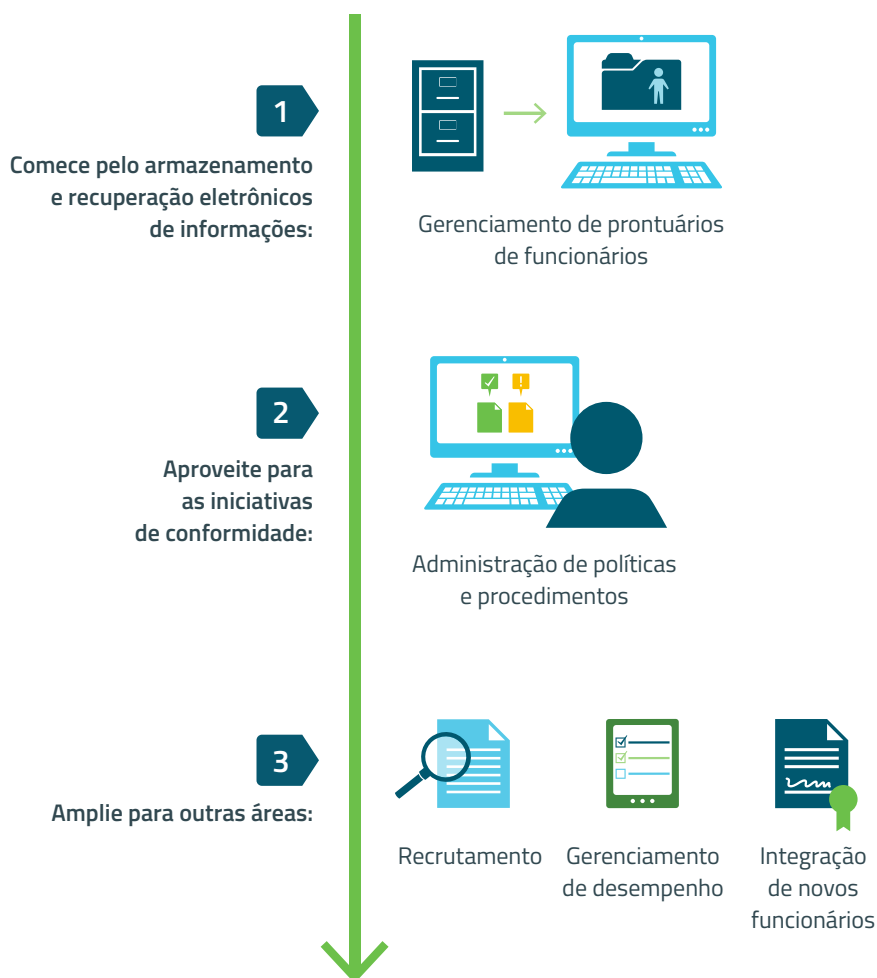 1
Comece pelo armazenamento
e recuperação eletrônicos
de informações:
Gerenciamento de prontuários
de funcionários
2
Aproveite para
as iniciativas
de conformidade:
Administração de políticas
e procedimentos
3
Amplie para outras áreas:
Recrutamento
Gerenciamento
de desempenho
Integração
de novos
funcionários